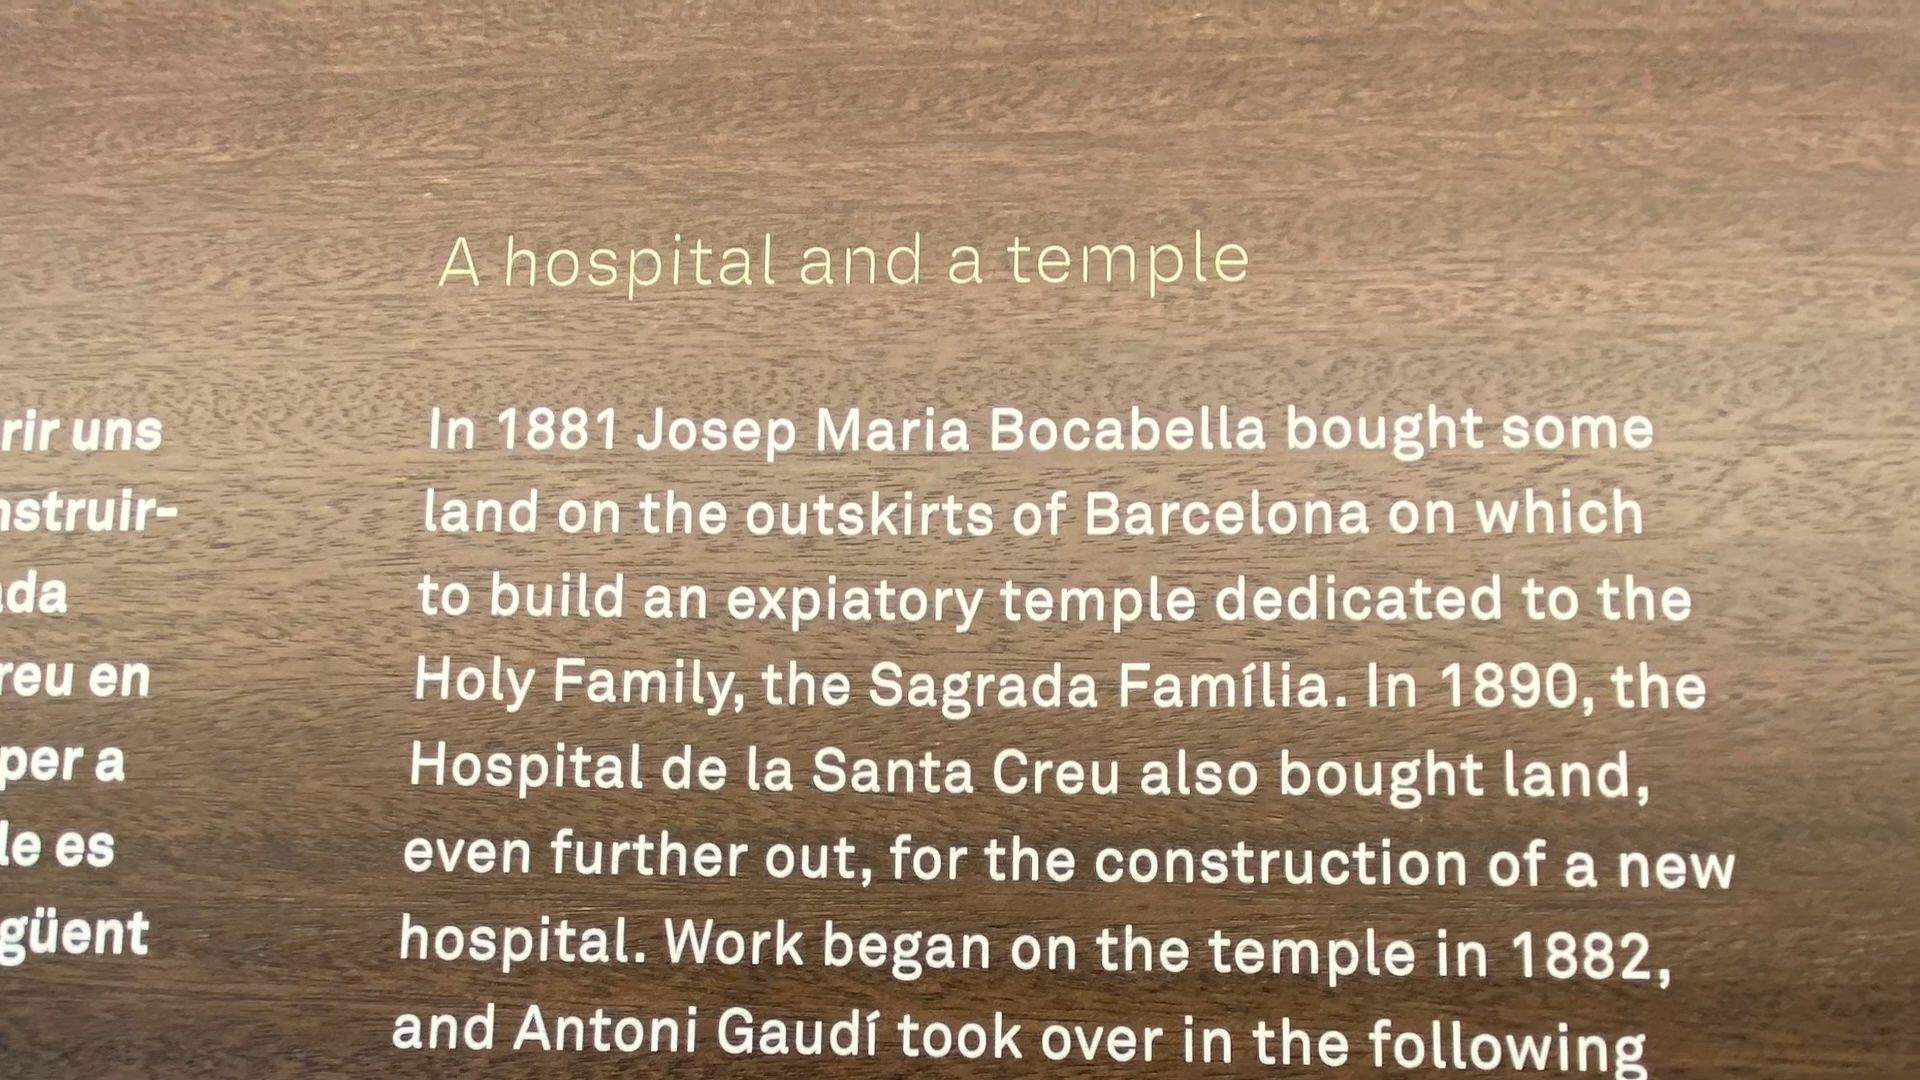 A hospital and a temple
rir uns
nstruir-
da
reu en
per a
le es
güent
In 1881 Josep Maria Bocabella bought some
land on the outskirts of Barcelona on which
to build an expiatory temple dedicated to the
Holy Family, the Sagrada Família. In 1890, the
Hospital de la Santa Creu also bought land,
even further out, for the construction of a new
hospital. Work began on the temple in 1882,
and Antoni Gaudí took over in the following